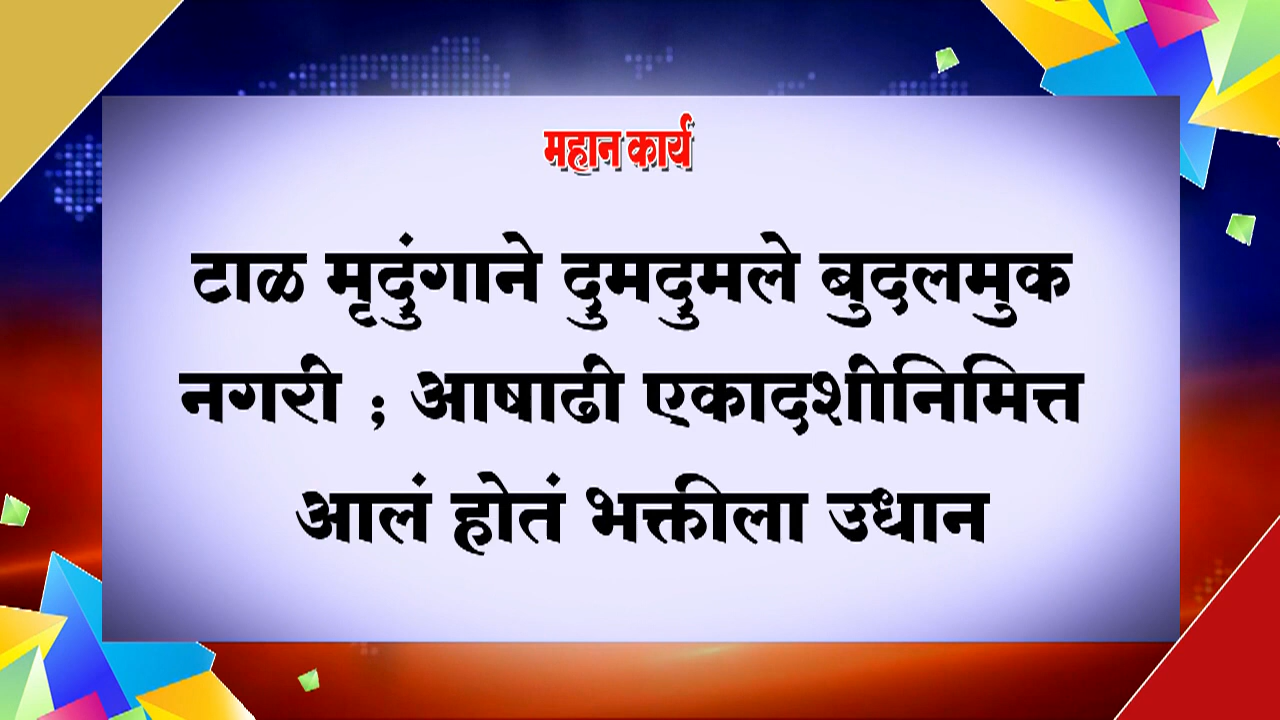 महान कार्य
टाळ मृदुंगाने दुमदुमले बुदलमुक
नगरी ; आषाढी एकादशीनिमित्त
आलं होतं भक्तीला उधान